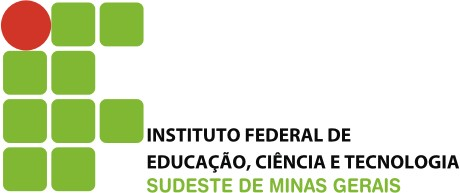 INSTITUTO FEDERAL DE
EDUCAÇÃO, CIÊNCIA E TECNOLOGIA
SUDESTE DE MINAS GERAIS